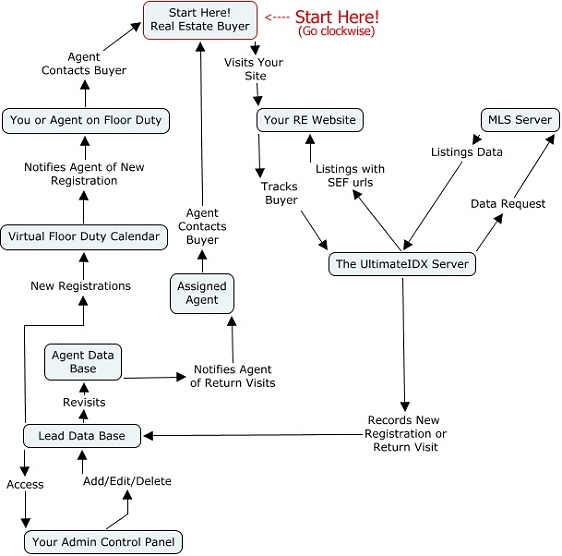 Start Here!
Real Estate Buyer
<---- Start Here!
(Go clockwise)
Agent
Contacts Buyer
Visits Your
Site
You or Agent on Floor Duty
Your RE Website
MLS Server
Notifies Agent of New
Registration
Listings with
SEF urls
Listings Data
Tracks
Buyer
Data Request
Agent
Contacts
Buyer
Virtual Floor Duty Calendar
The UltimateIDX Server
New Registrations
Assigned
Agent
Agent Data
Base
Notifies Agent
of Return Visits
Revisits
Records New
Registration or
Return Visit
Lead Data Base
Access
Add/Edit/Delete
Your Admin Control Panel